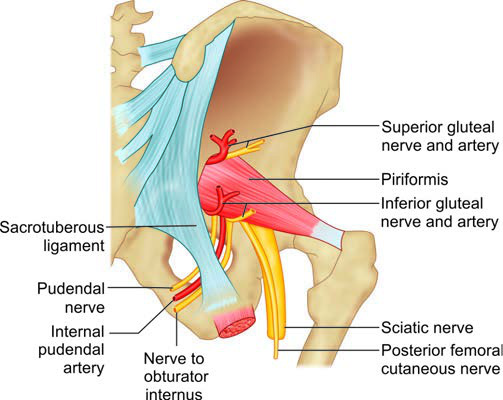 Superior gluteal
nerve and artery
Piriformis
Inferior gluteal
nerve and artery
Sacrotuberous
ligament
Pudendal
nerve
Internal
pudendal
artery
Nerve to
obturator
internus
Sciatic nerve
Posterior femoral
cutaneous nerve